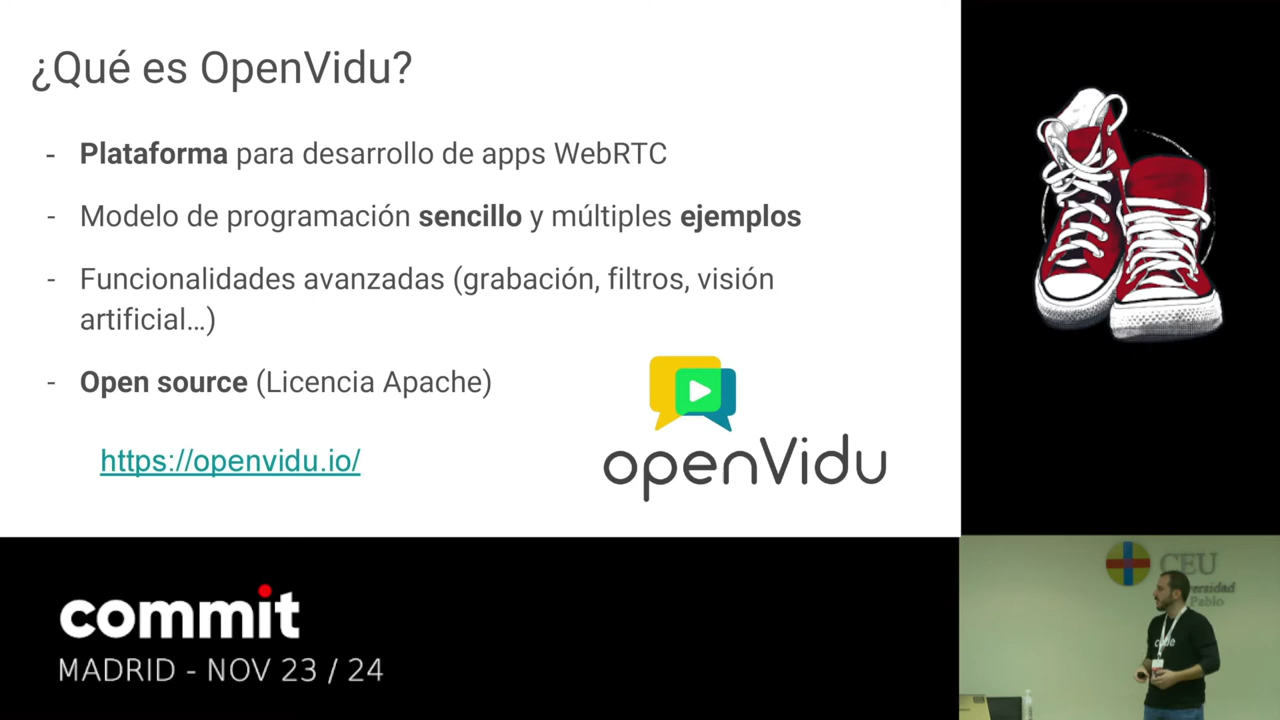 ¿Qué es OpenVidu?
- Plataforma para desarrollo de apps WebRTC
- Modelo de programación sencillo y múltiples ejemplos
- Funcionalidades avanzadas (grabación, filtros, visión
artificial...)
- Open source (Licencia Apache)
https://openvidu.io/
openVidu
commit
MADRID - NOV 23 / 24
CEU
Pablo